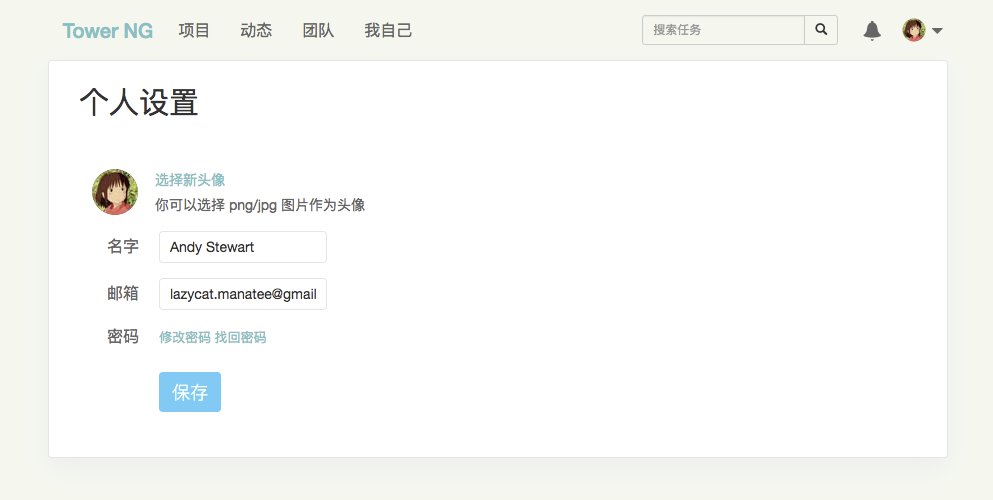 Tower NG 项目 动态 团队 我自己 搜索任务
个人设置
选择新头像
你可以选择 png/jpg 图片作为头像
名字 Andy Stewart
邮箱 lazycat.manatee@gmail
密码 修改密码 找回密码
保存